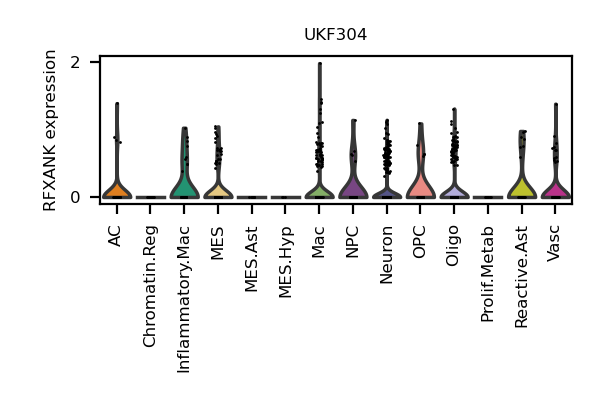 UKF304
RFXANK expression
2
0
AC
Chromatin.Reg
Inflammatory.Mac
MES
MES.Ast
MES.Hyp
Mac
NPC
Neuron
OPC
Oligo
Prolif.Metab
Reactive.Ast
Vasc